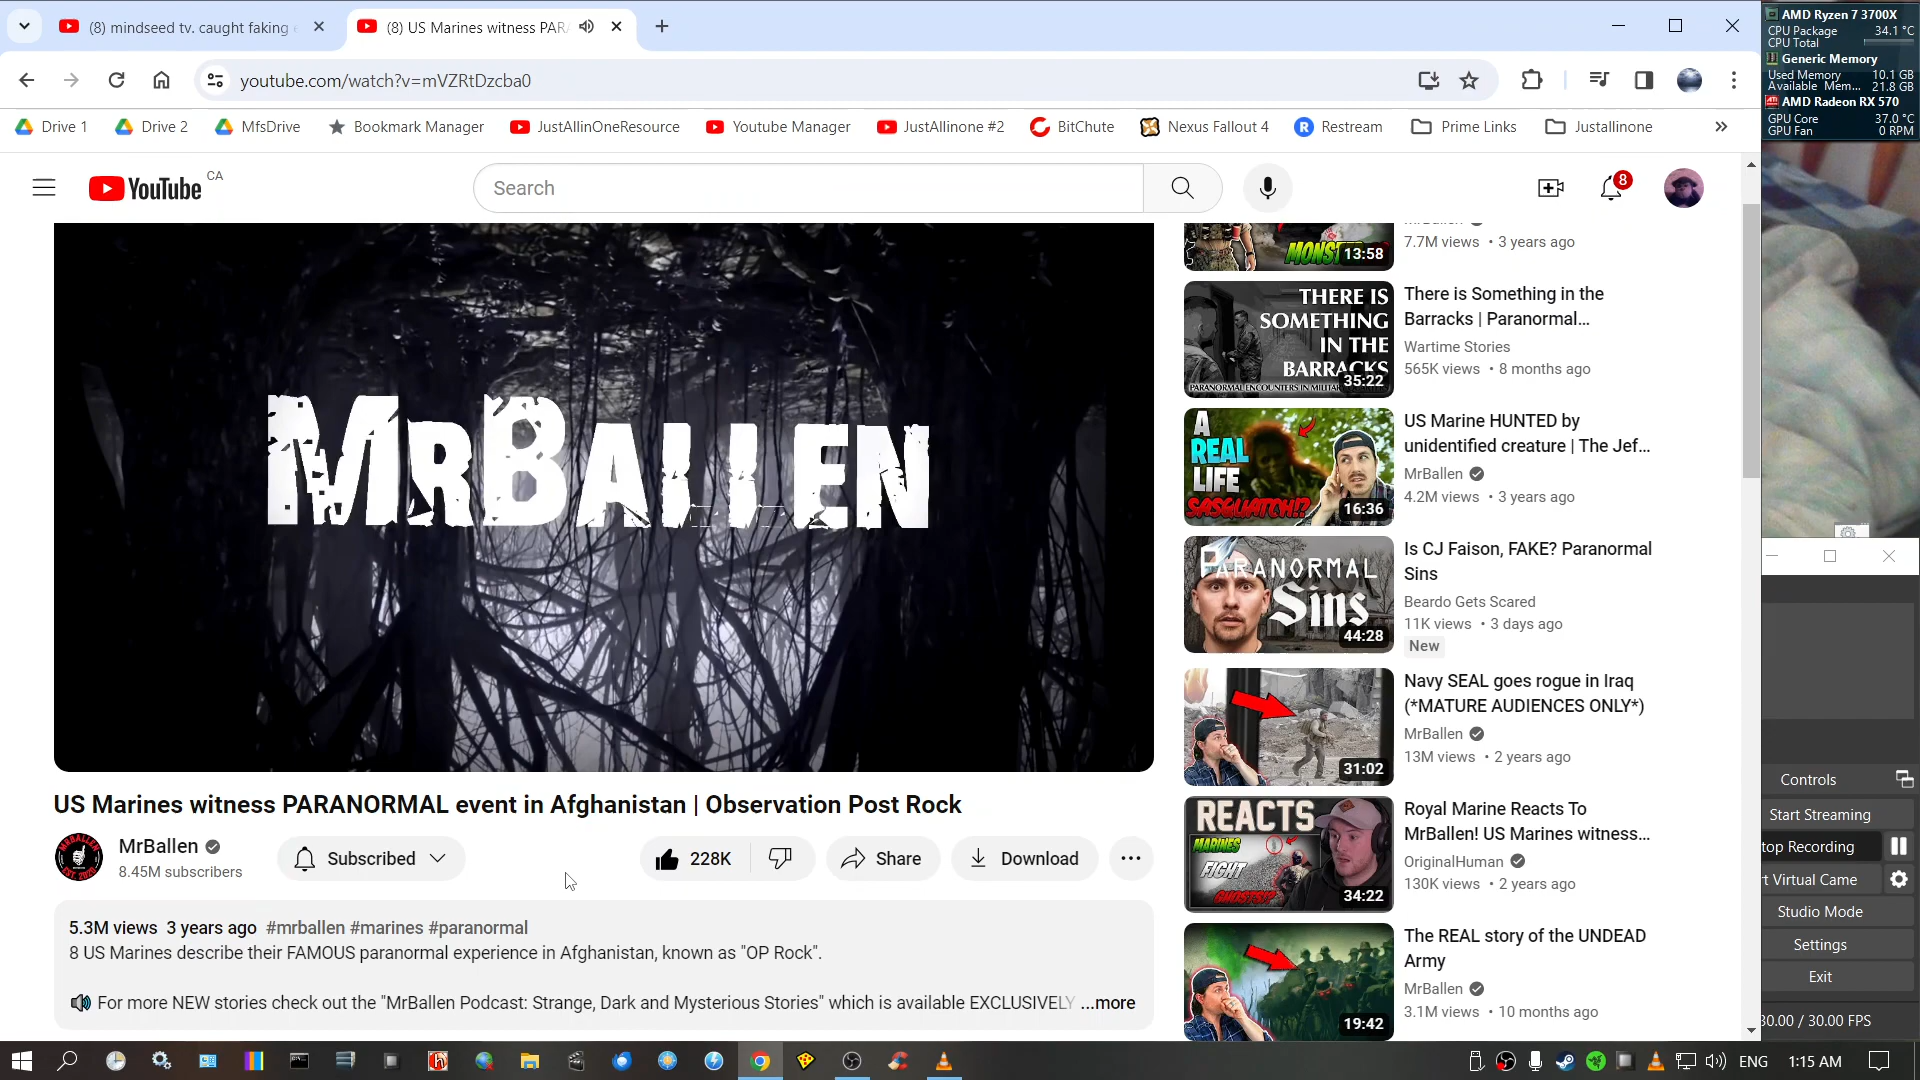 (8) mindseed tv. caught faking
(8) US Marines witness PAR
youtube.com/watch?v=mVZRtDzcba0
Drive 1
Drive 2
MfsDrive
Bookmark Manager
JustAllinOneResource
Youtube Manager
JustAllinone #2
BitChute
Nexus Fallout 4
Restream
Prime Links
Justallinone
YouTube CA
Search
8
MRBALLEN
US Marines witness PARANORMAL event in Afghanistan | Observation Post Rock
MrBallen
8.45M subscribers
Subscribed
228K
Share
Download
5.3M views 3 years ago #mrballen #marines #paranormal
8 US Marines describe their FAMOUS paranormal experience in Afghanistan, known as "OP Rock".
For more NEW stories check out the "MrBallen Podcast: Strange, Dark and Mysterious Stories" which is available EXCLUSIVELY ...more
MONST
13:58
7.7M views • 3 years ago
THERE IS
SOMETHING
IN THE
BARRACKS
PARANORMAL ENCOUNTERS IN MILITAR
35:22
There is Something in the
Barracks | Paranormal...
Wartime Stories
565K views • 8 months ago
A
REAL
LIFE
SASQUATCH!?
16:36
US Marine HUNTED by
unidentified creature | The Jef...
MrBallen
4.2M views • 3 years ago
PARANORMAL
Sins
44:28
Is CJ Faison, FAKE? Paranormal
Sins
Beardo Gets Scared
11K views • 3 days ago
New
31:02
Navy SEAL goes rogue in Iraq
(*MATURE AUDIENCES ONLY*)
MrBallen
13M views • 2 years ago
REACTS
MARINES
FIGHT
GHOSTS!?
34:22
Royal Marine Reacts To
MrBallen! US Marines witness...
OriginalHuman
130K views • 2 years ago
19:42
The REAL story of the UNDEAD
Army
MrBallen
3.1M views • 10 months ago
AMD Ryzen 7 3700X
CPU Package 34.1 °C
CPU Total
Generic Memory
Used Memory 10.1 GB
Available Mem... 21.8 GB
AMD Radeon RX 570
GPU Core 37.0 °C
GPU Fan 0 RPM
Controls
Start Streaming
top Recording
rt Virtual Came
Studio Mode
Settings
Exit
30.00 / 30.00 FPS
ENG
1:15 AM